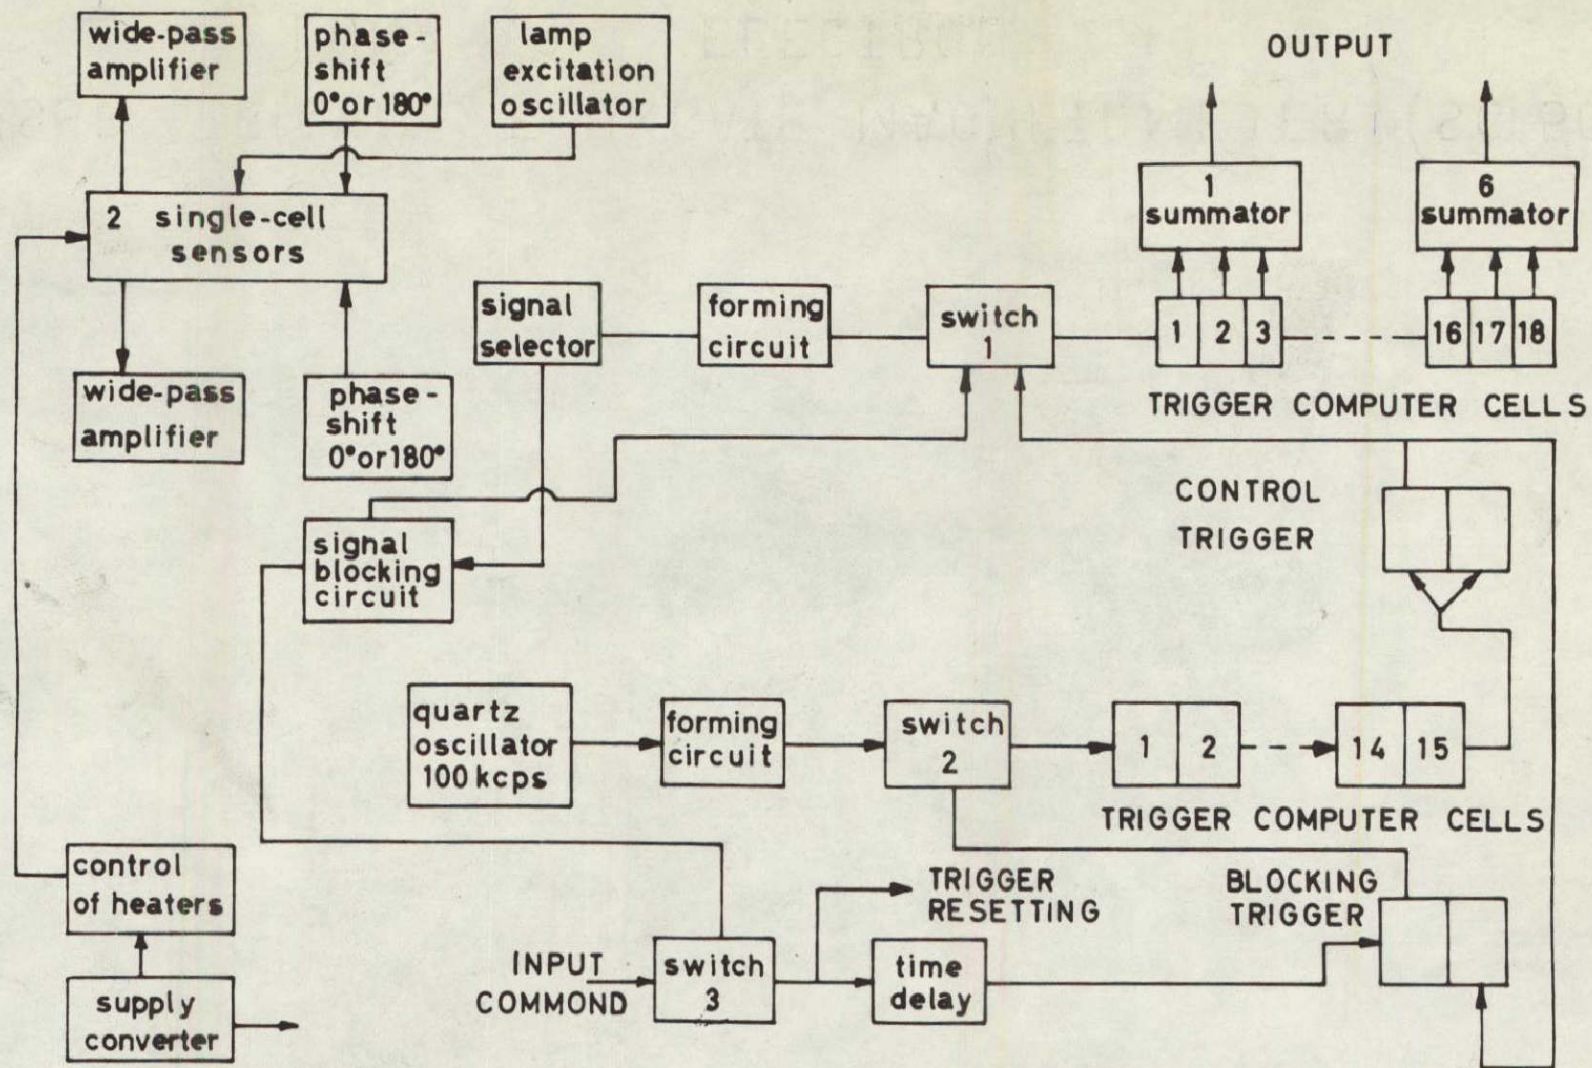 wide-pass
amplifier
phase-
shift
0° or 180°
lamp
excitation
oscillator
OUTPUT
2 single-cell
sensors
1
summator
6
summator
signal
selector
forming
circuit
switch
1
1 2 3
16 17 18
TRIGGER COMPUTER CELLS
wide-pass
amplifier
phase-
shift
0° or 180°
CONTROL
TRIGGER
signal
blocking
circuit
quartz
oscillator
100 kcps
forming
circuit
switch
2
1 2
14 15
TRIGGER COMPUTER CELLS
control
of heaters
TRIGGER
RESETTING
BLOCKING
TRIGGER
INPUT
COMMOND
switch
3
time
delay
supply
converter